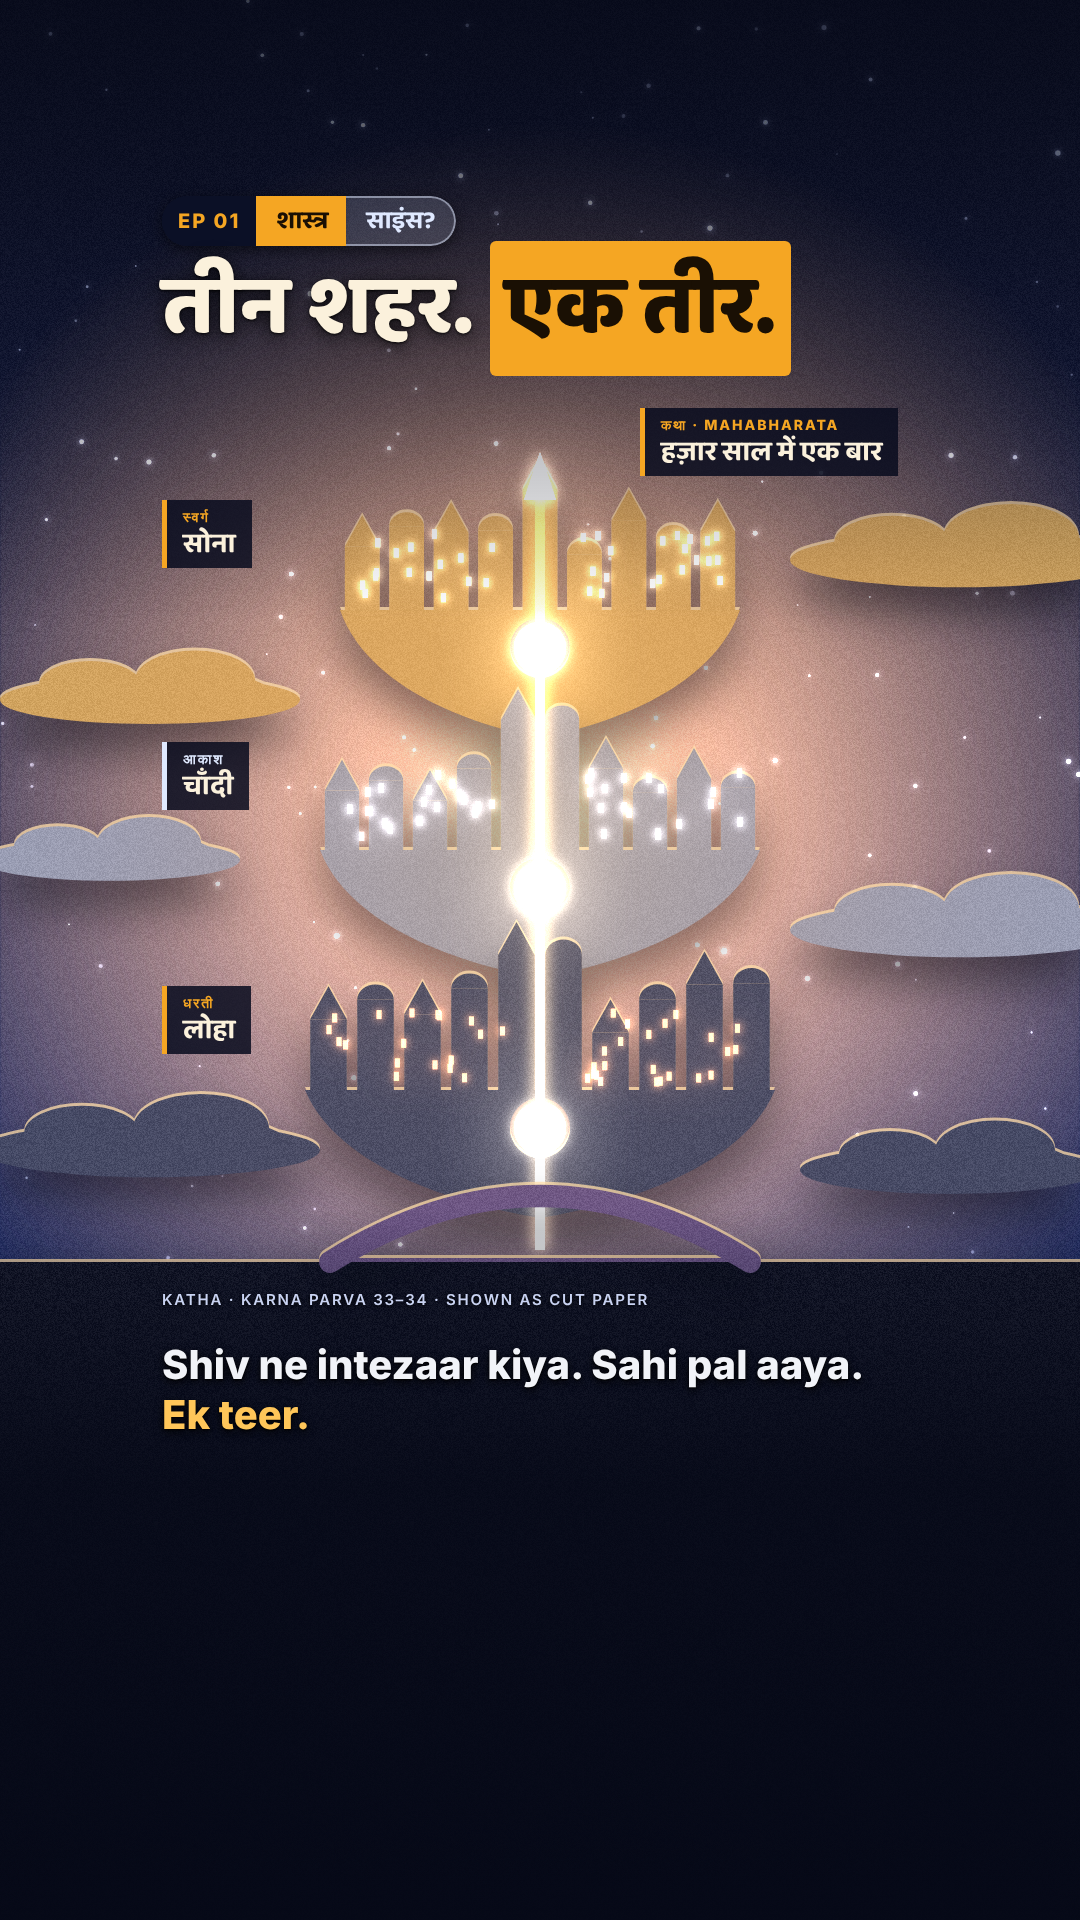 EP 01 शास्त्र साइंस?
तीन शहर. एक तीर.
कथा · MAHABHARATA
हज़ार साल में एक बार
स्वर्ग
सोना
आकाश
चाँदी
धरती
लोहा
KATHA · KARNA PARVA 33–34 · SHOWN AS CUT PAPER
Shiv ne intezaar kiya. Sahi pal aaya.
Ek teer.